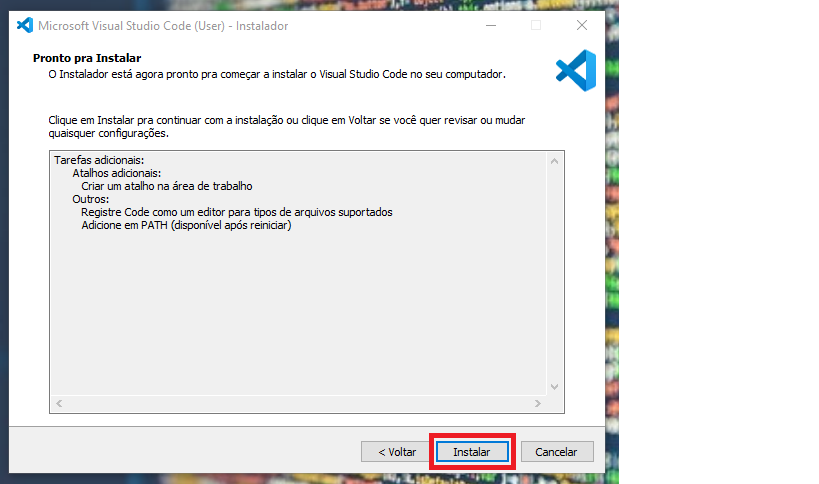 Microsoft Visual Studio Code (User) - Instalador
Pronto pra Instalar
O Instalador está agora pronto pra começar a instalar o Visual Studio Code no seu computador.
Clique em Instalar pra continuar com a instalação ou clique em Voltar se você quer revisar ou mudar
quaisquer configurações.
Tarefas adicionais:
Atalhos adicionais:
Criar um atalho na área de trabalho
Outros:
Registre Code como um editor para tipos de arquivos suportados
Adicione em PATH (disponível após reiniciar)
< Voltar
Instalar
Cancelar